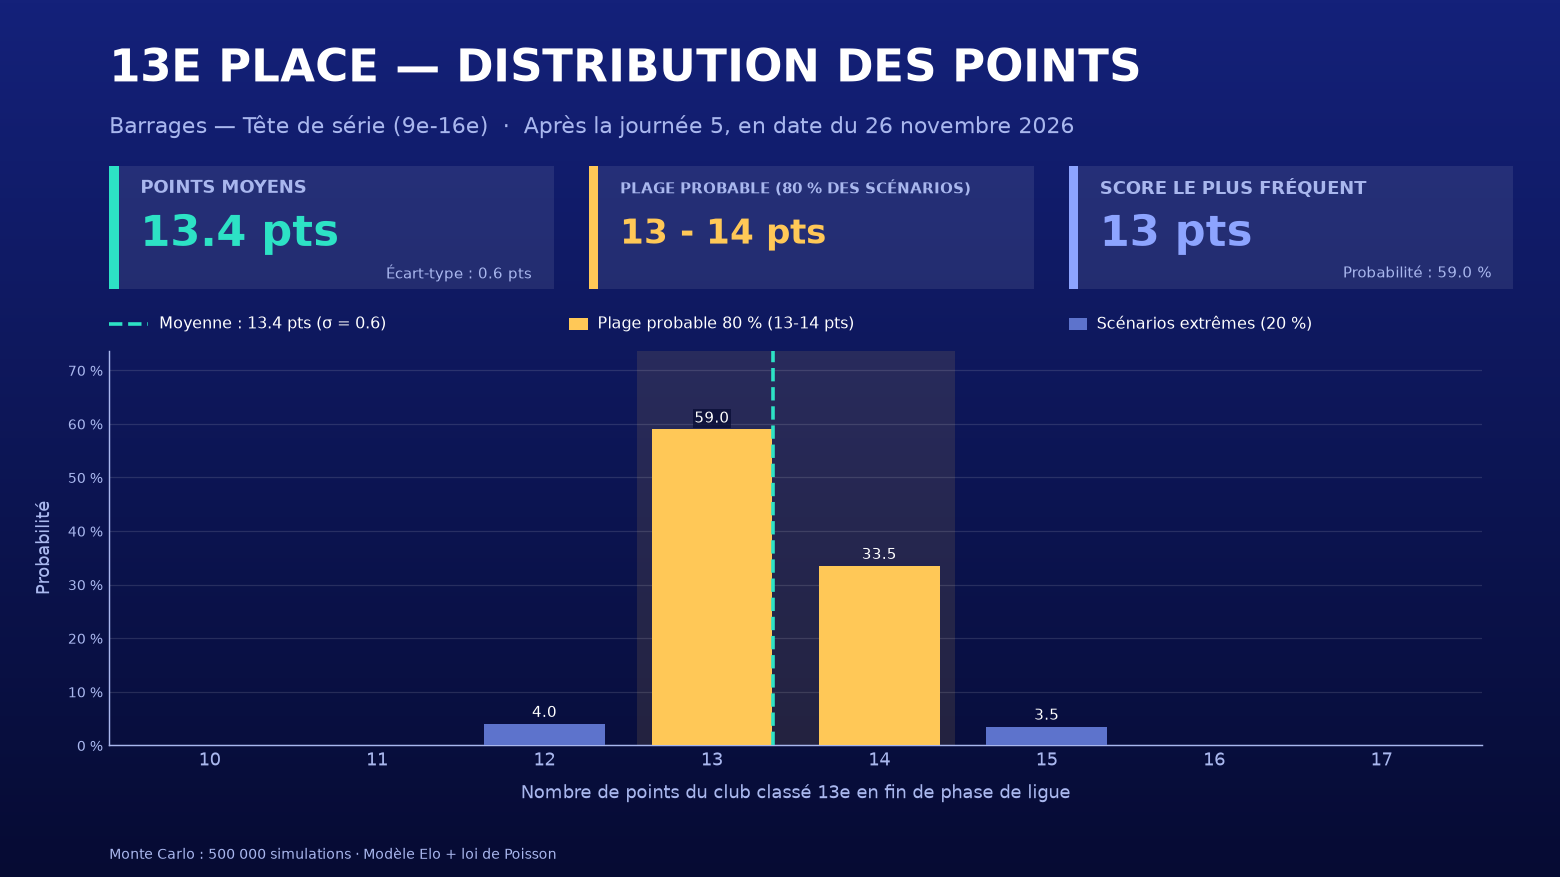 13E PLACE — DISTRIBUTION DES POINTS
Barrages — Tête de série (9e-16e) · Après la journée 5, en date du 26 novembre 2026
POINTS MOYENS
13.4 pts
Écart-type : 0.6 pts
PLAGE PROBABLE (80 % DES SCÉNARIOS)
13 - 14 pts
SCORE LE PLUS FRÉQUENT
13 pts
Probabilité : 59.0 %
Moyenne : 13.4 pts (σ = 0.6)
Plage probable 80 % (13-14 pts)
Scénarios extrêmes (20 %)
Probabilité
70 %
60 %
50 %
40 %
30 %
20 %
10 %
0 %
4.0
59.0
33.5
3.5
10 11 12 13 14 15 16 17
Nombre de points du club classé 13e en fin de phase de ligue
Monte Carlo : 500 000 simulations · Modèle Elo + loi de Poisson